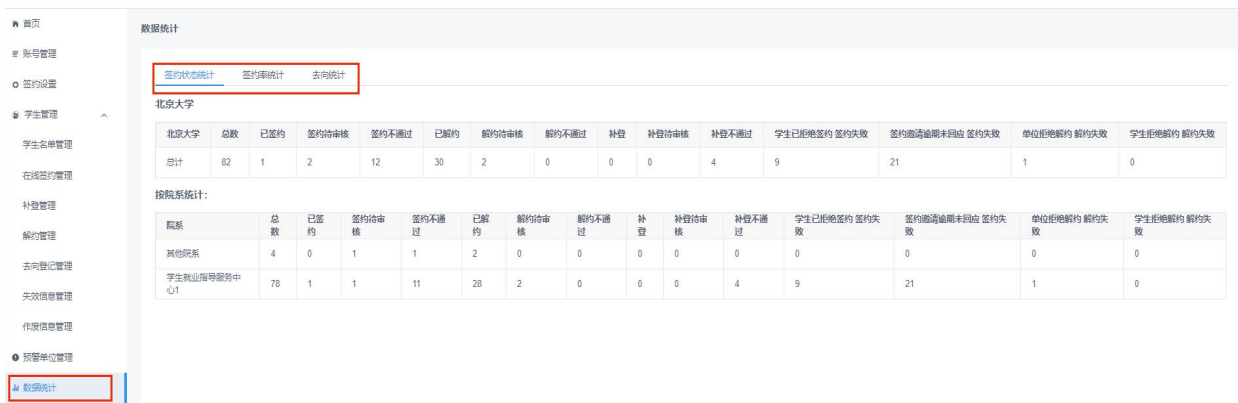 首页
数据统计
账号管理
签约设置
签约状态统计 签约率统计 去向统计
北京大学
学生管理
北京大学 总数 已签约 签约待审核 签约不通过 已解约 解约待审核 解约不通过 补登 补登待审核 补登不通过 学生已拒绝签约 签约失败 签约邀请逾期未回应 签约失败 单位拒绝解约 解约失败 学生拒绝解约 解约失败
学生名单管理
总计 82 1 2 12 30 2 0 0 0 4 9 21 1 0
在线签约管理
按院系统计：
补登管理
院系 总数 已签约 签约待审核 签约不通过 已解约 解约待审核 解约不通过 补登 补登待审核 补登不通过 学生已拒绝签约 签约失败 签约邀请逾期未回应 签约失败 单位拒绝解约 解约失败 学生拒绝解约 解约失败
解约管理
其他院系 4 0 1 1 2 0 0 0 0 0 0 0 0 0
去向登记管理
学生就业指导服务中心1 78 1 1 11 28 2 0 0 0 4 9 21 1 0
失效信息管理
作废信息管理
预警单位管理
数据统计